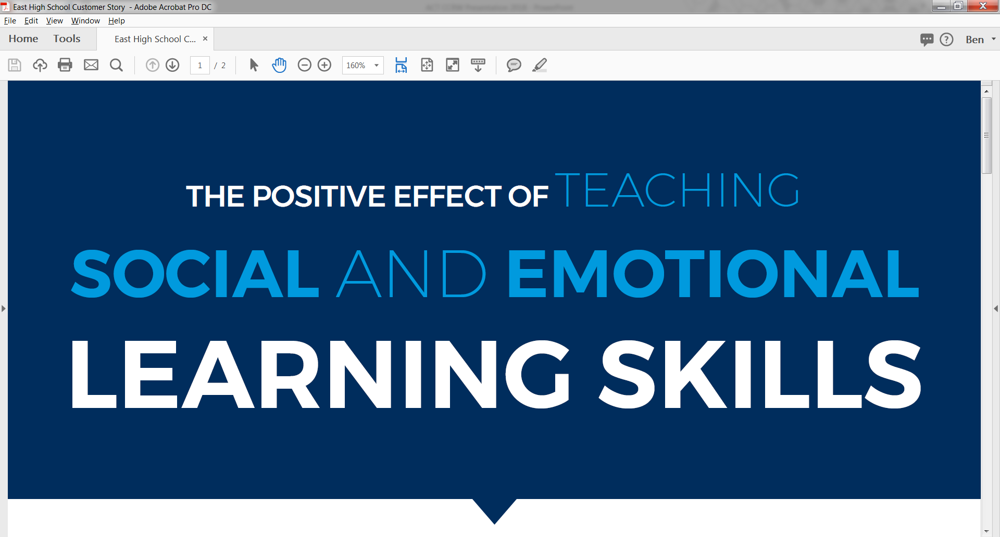 East High School Customer Story - Adobe Acrobat Pro DC
File Edit View Window Help
Home Tools East High School C... Ben
1 / 2 160%
THE POSITIVE EFFECT OF TEACHING
SOCIAL AND EMOTIONAL
LEARNING SKILLS